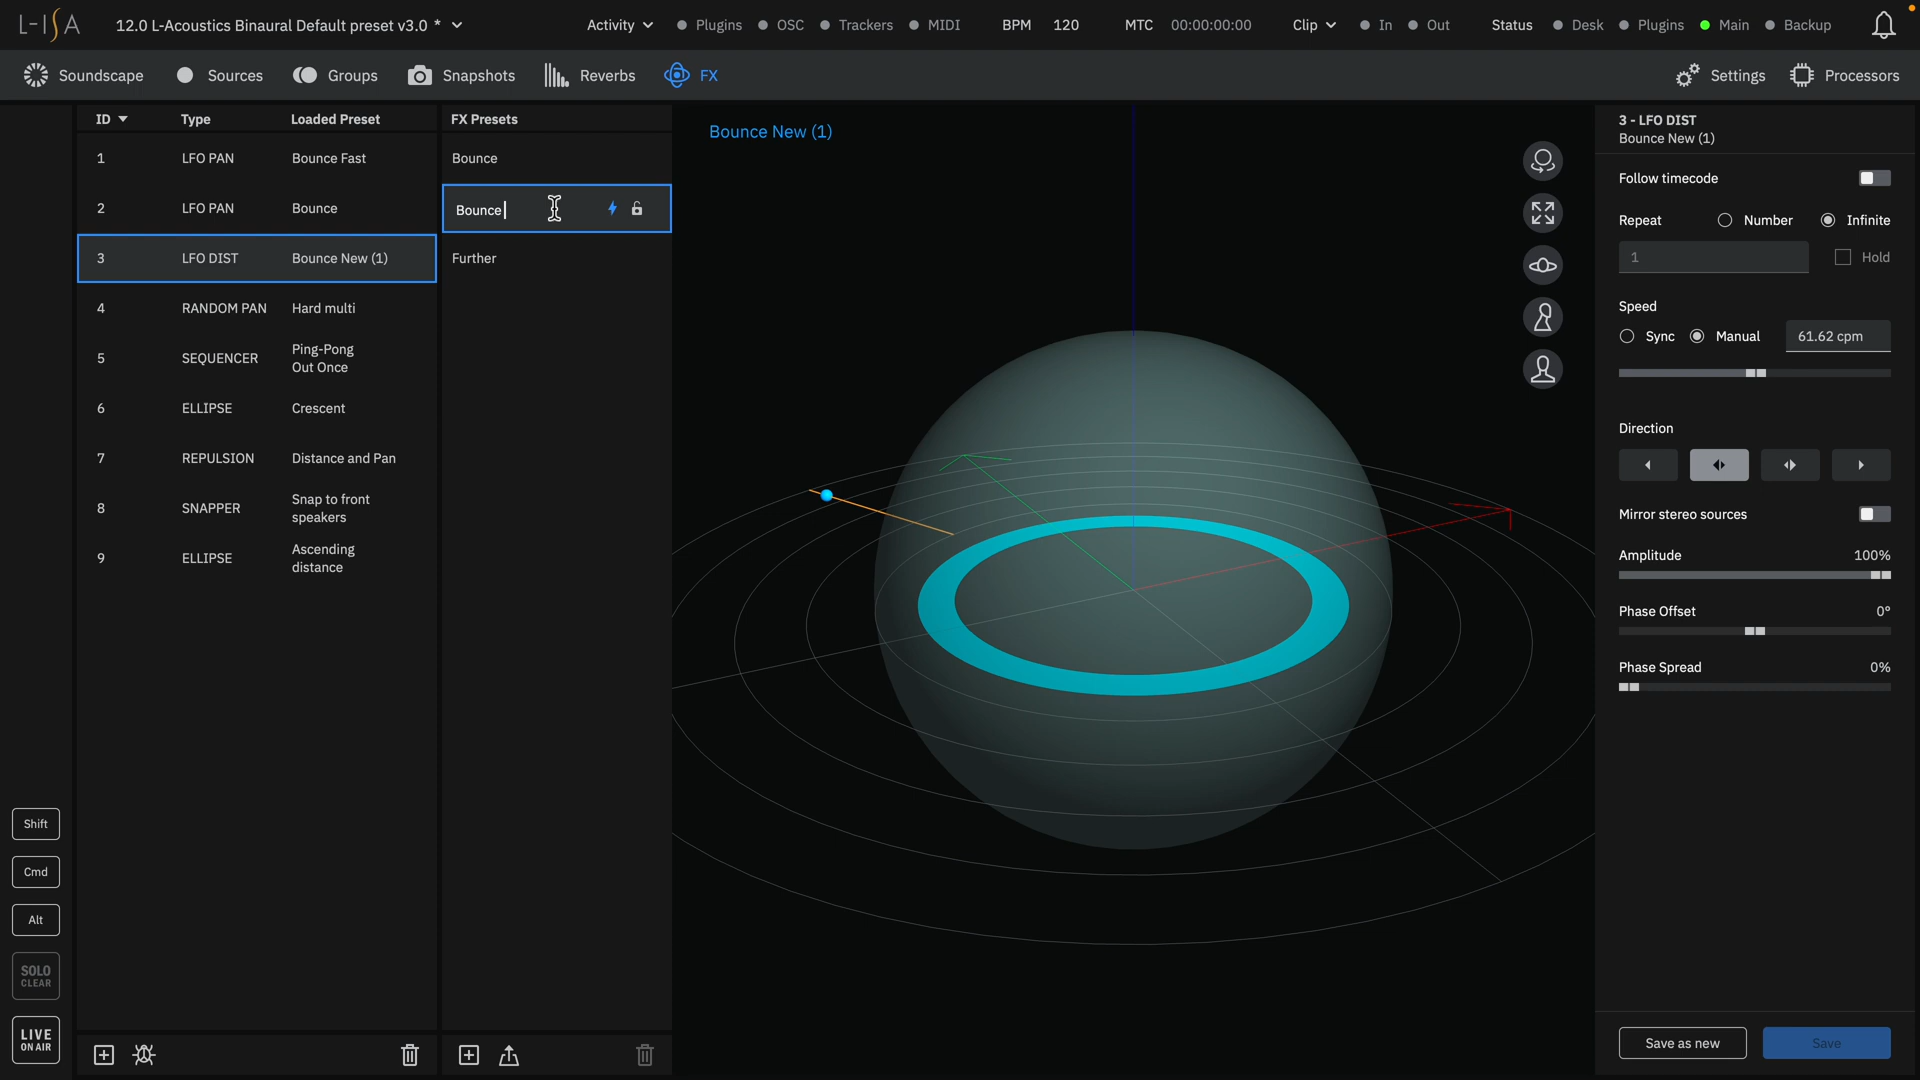 L-ISA
12.0 L-Acoustics Binaural Default preset v3.0 *
Activity
Plugins
OSC
Trackers
MIDI
BPM
120
MTC
00:00:00:00
Clip
In
Out
Status
Desk
Plugins
Main
Backup
Soundscape
Sources
Groups
Snapshots
Reverbs
FX
Settings
Processors
ID
Type
Loaded Preset
1
LFO PAN
Bounce Fast
2
LFO PAN
Bounce
3
LFO DIST
Bounce New (1)
4
RANDOM PAN
Hard multi
5
SEQUENCER
Ping-Pong
Out Once
6
ELLIPSE
Crescent
7
REPULSION
Distance and Pan
8
SNAPPER
Snap to front
speakers
9
ELLIPSE
Ascending
distance
FX Presets
Bounce
Bounce
Further
Bounce New (1)
3 - LFO DIST
Bounce New (1)
Follow timecode
Repeat
Number
Infinite
1
Hold
Speed
Sync
Manual
61.62 cpm
Direction
Mirror stereo sources
Amplitude
100%
Phase Offset
0°
Phase Spread
0%
Shift
Cmd
Alt
SOLO
CLEAR
LIVE
ON AIR
Save as new
Save